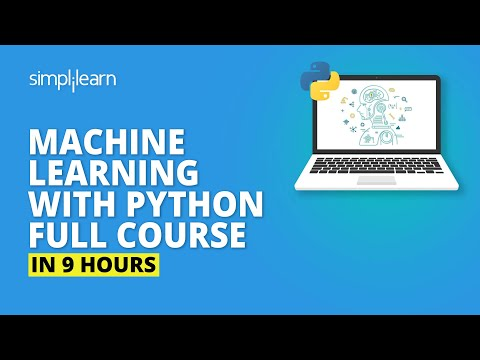 simplilearn
MACHINE
LEARNING
WITH PYTHON
FULL COURSE
IN 9 HOURS